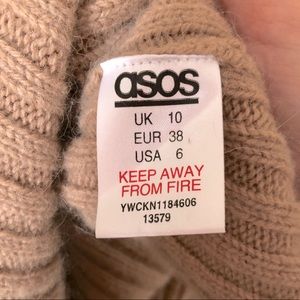 asos
UK 10
EUR 38
USA 6
KEEP AWAY
FROM FIRE
YWCKN1184606
13579